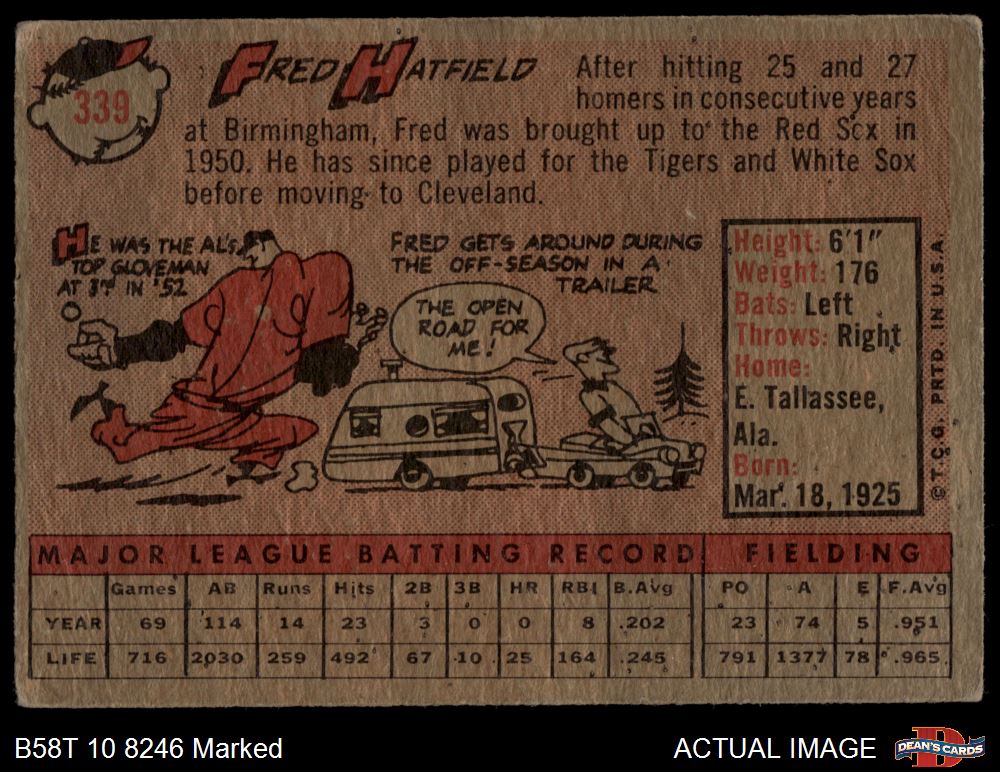 339
FRED HATFIELD
After hitting 25 and 27
homers in consecutive years
at Birmingham, Fred was brought up to the Red Sox in
1950. He has since played for the Tigers and White Sox
before moving to Cleveland.
HE WAS THE AL'S
TOP GLOVEMAN
AT 3RD IN '52
FRED GETS AROUND DURING
THE OFF-SEASON IN A
TRAILER
THE OPEN
ROAD FOR
ME!
Height: 6'1"
Weight: 176
Bats: Left
Throws: Right
Home:
E. Tallassee,
Ala.
Born:
Mar. 18, 1925
© T.C.G. PRTD. IN U.S.A.
MAJOR LEAGUE BATTING RECORD FIELDING
Games AB Runs Hits 2B 3B HR RBI B.Avg PO A E F.Avg
YEAR 69 114 14 23 3 0 0 8 .202 23 74 5 .951
LIFE 716 2030 259 492 67 10 25 164 .245 791 1377 78 .965
B58T 10 8246 Marked
ACTUAL IMAGE
DEAN'S CARDS